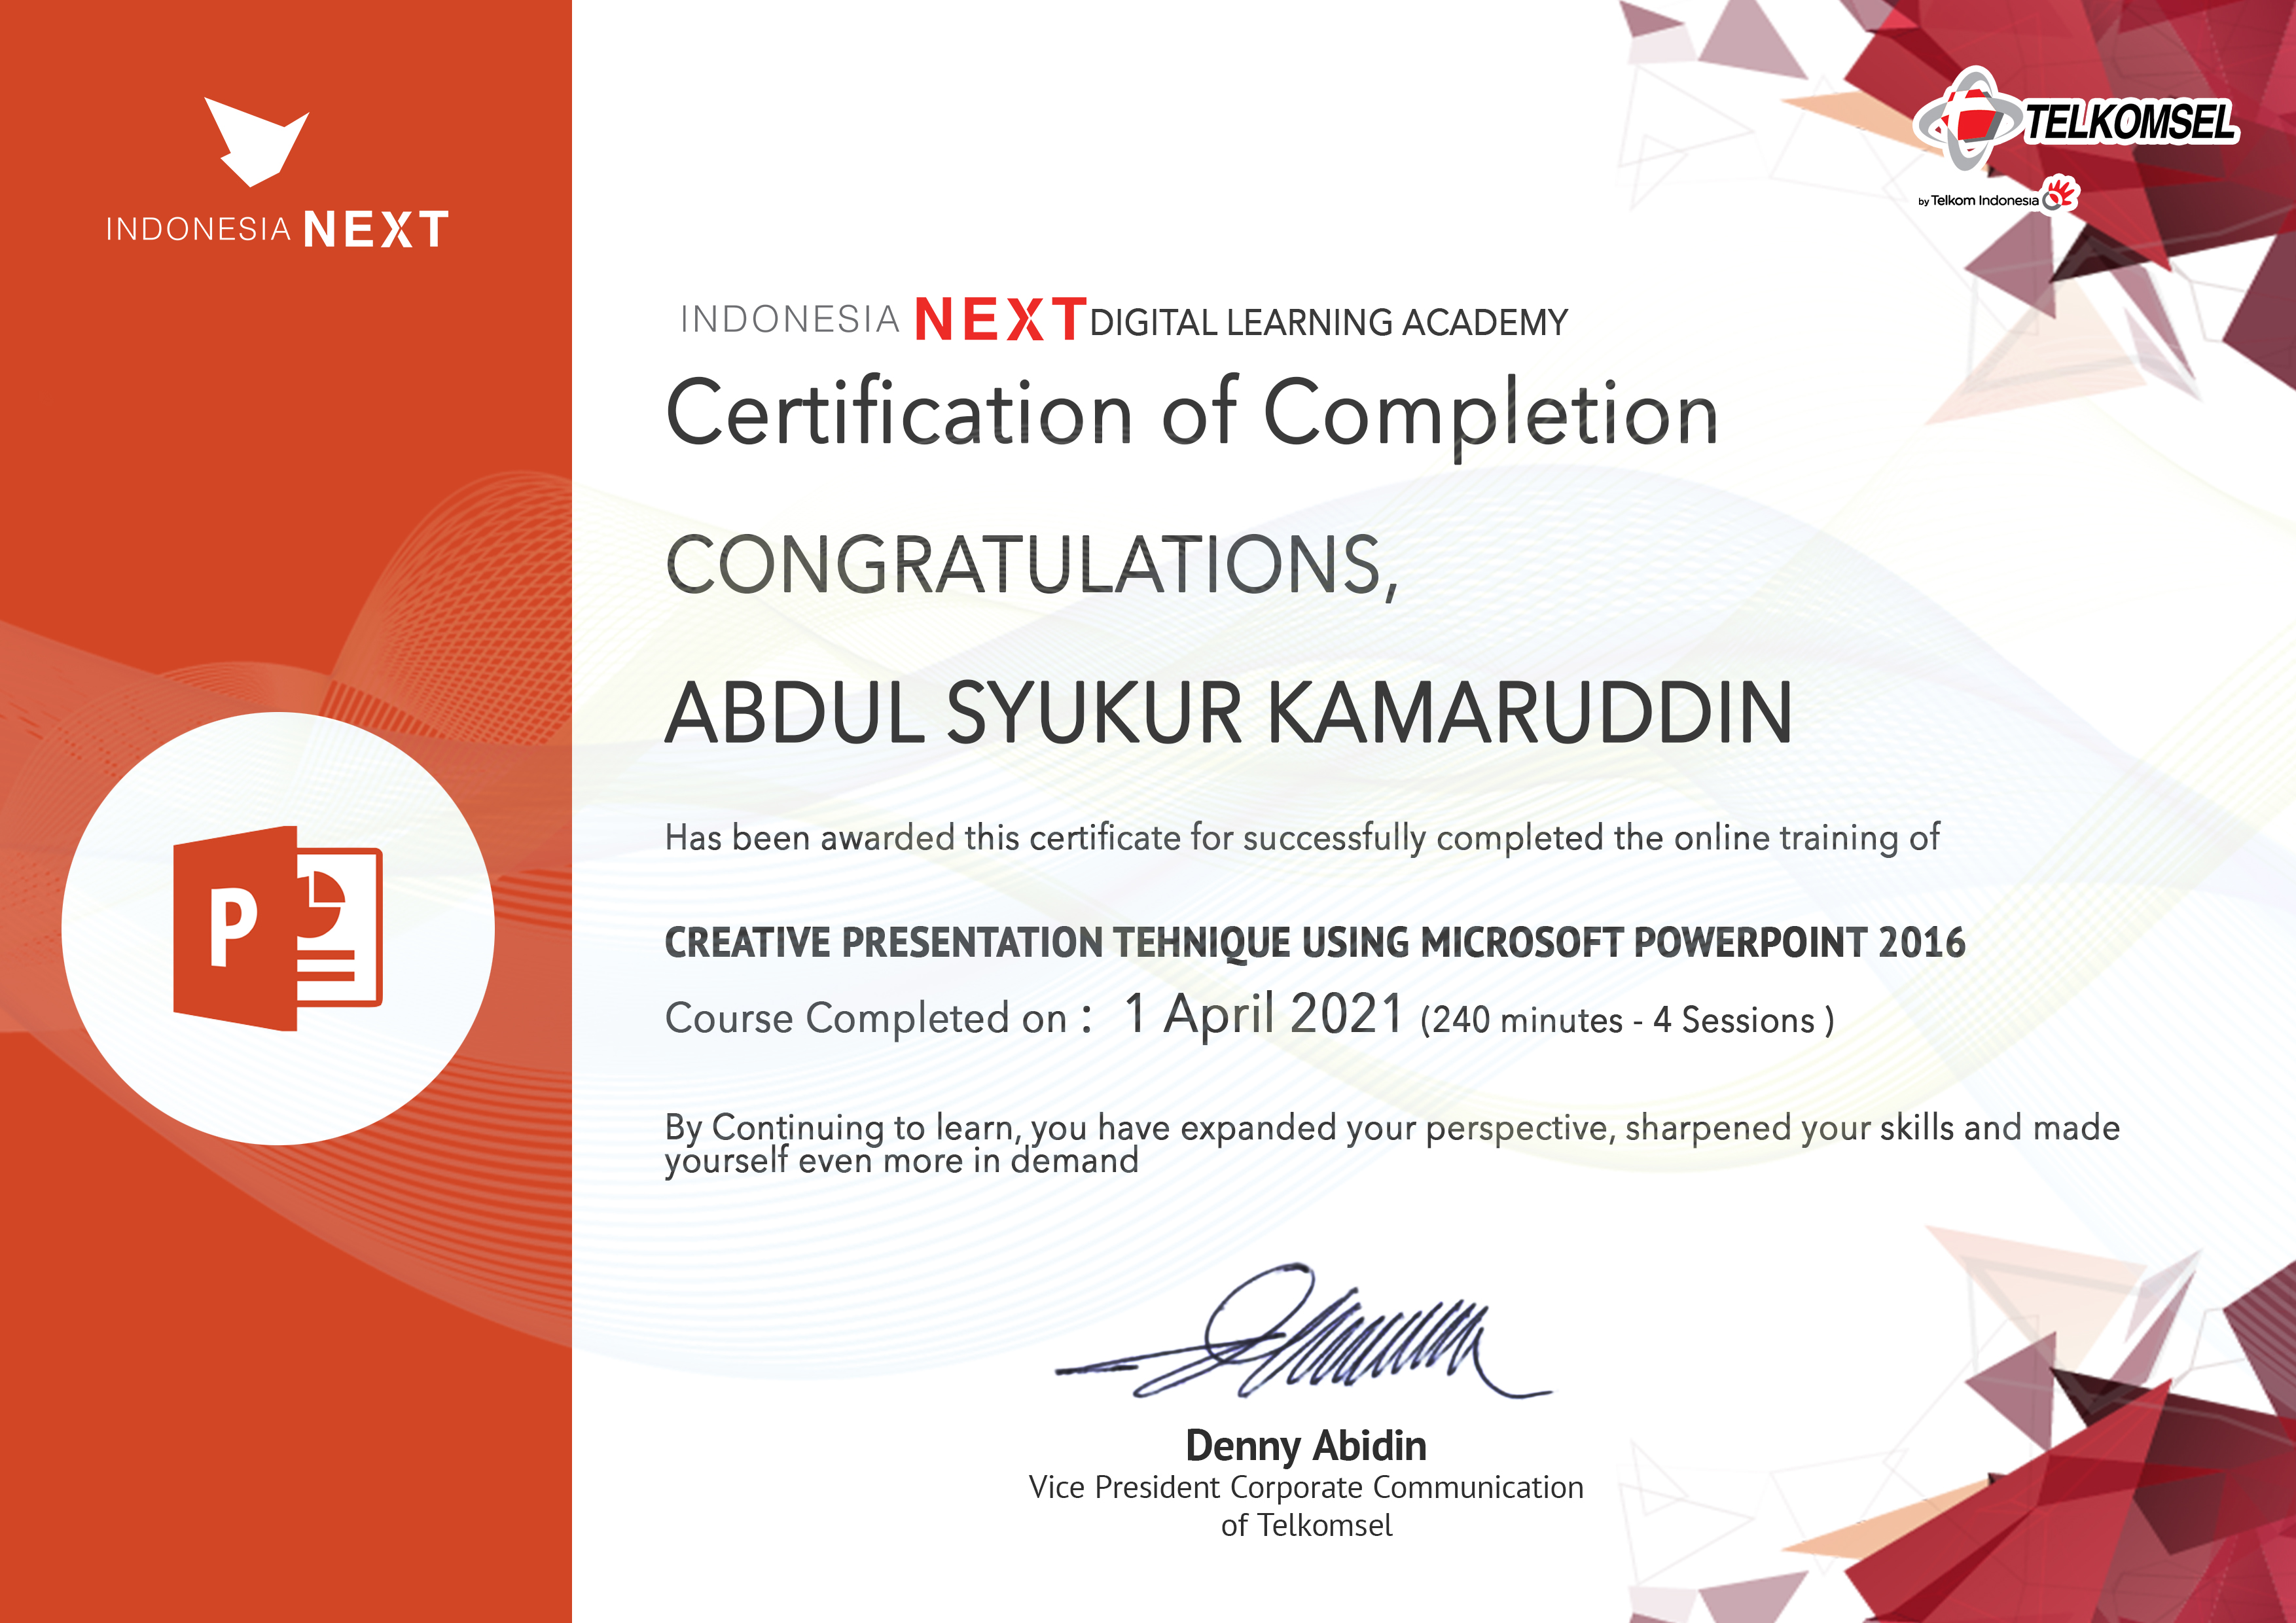 INDONESIA NEXT
TELKOMSEL
by Telkom Indonesia
INDONESIA NEXT DIGITAL LEARNING ACADEMY
Certification of Completion
CONGRATULATIONS,
ABDUL SYUKUR KAMARUDDIN
Has been awarded this certificate for successfully completed the online training of
P
CREATIVE PRESENTATION TEHNIQUE USING MICROSOFT POWERPOINT 2016
Course Completed on : 1 April 2021 (240 minutes - 4 Sessions )
By Continuing to learn, you have expanded your perspective, sharpened your skills and made
yourself even more in demand
Denny Abidin
Vice President Corporate Communication
of Telkomsel